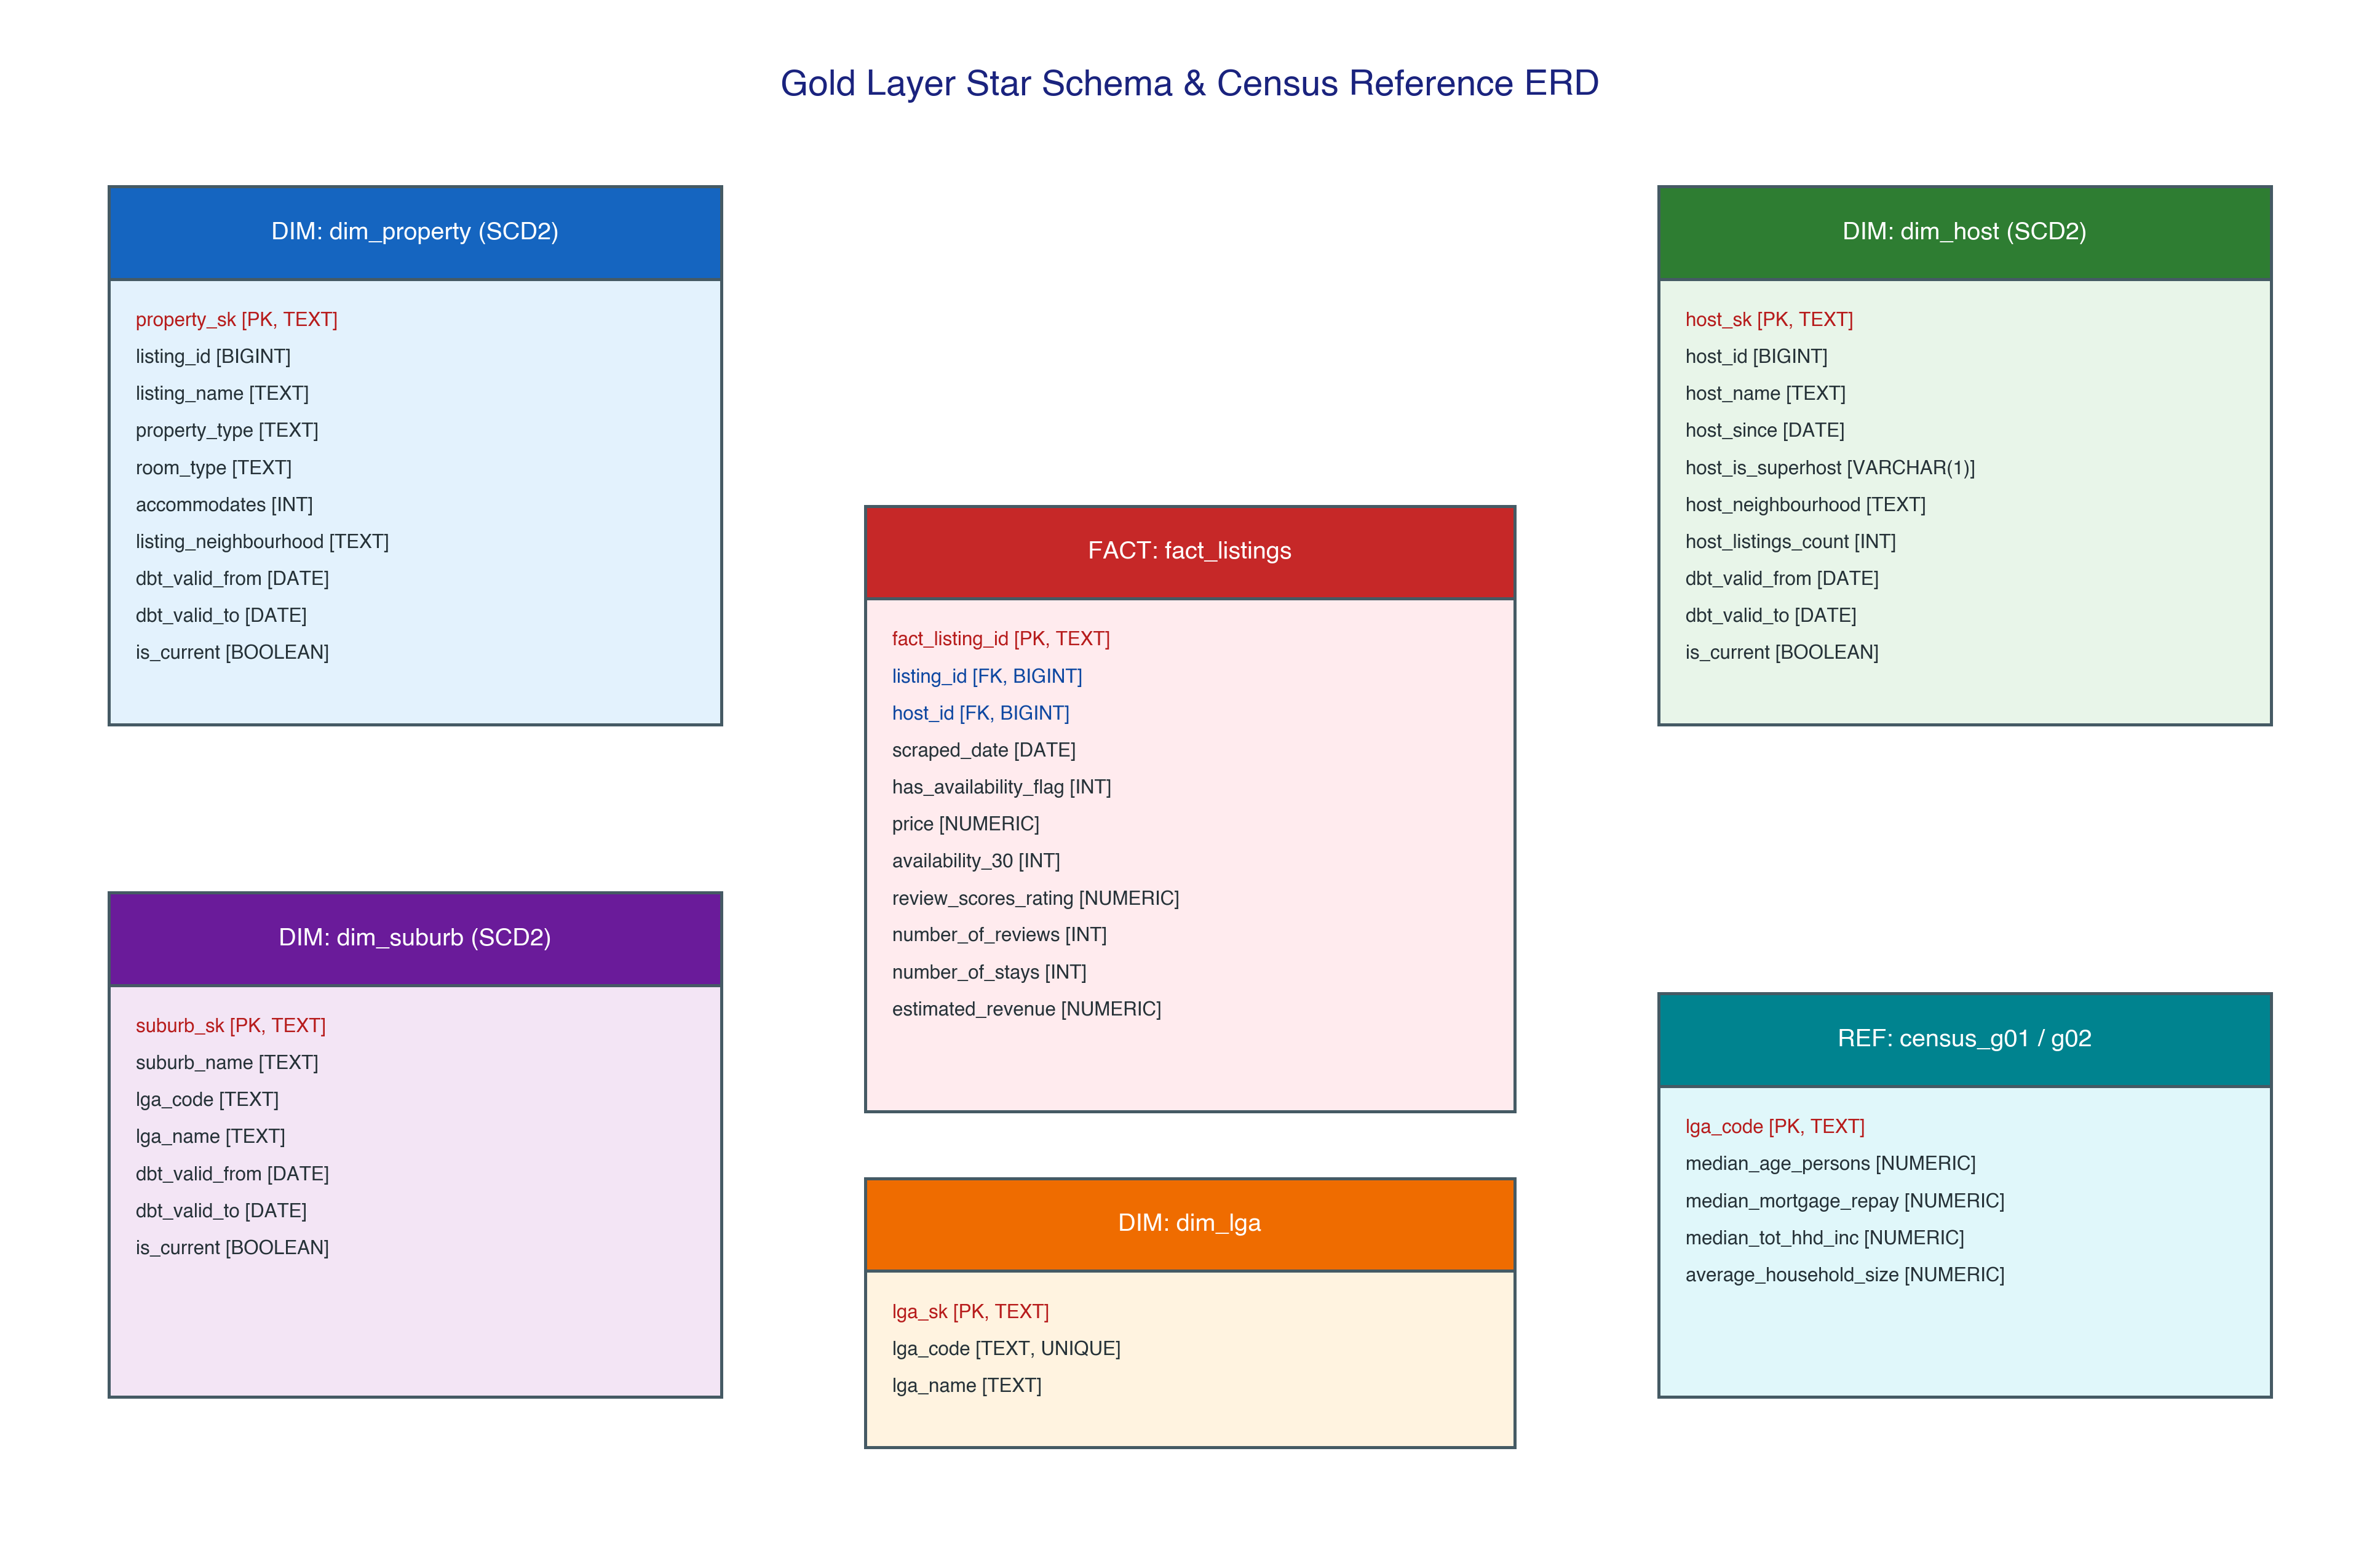 Gold Layer Star Schema & Census Reference ERD
DIM: dim_property (SCD2)
property_sk [PK, TEXT]
listing_id [BIGINT]
listing_name [TEXT]
property_type [TEXT]
room_type [TEXT]
accommodates [INT]
listing_neighbourhood [TEXT]
dbt_valid_from [DATE]
dbt_valid_to [DATE]
is_current [BOOLEAN]
DIM: dim_host (SCD2)
host_sk [PK, TEXT]
host_id [BIGINT]
host_name [TEXT]
host_since [DATE]
host_is_superhost [VARCHAR(1)]
host_neighbourhood [TEXT]
host_listings_count [INT]
dbt_valid_from [DATE]
dbt_valid_to [DATE]
is_current [BOOLEAN]
FACT: fact_listings
fact_listing_id [PK, TEXT]
listing_id [FK, BIGINT]
host_id [FK, BIGINT]
scraped_date [DATE]
has_availability_flag [INT]
price [NUMERIC]
availability_30 [INT]
review_scores_rating [NUMERIC]
number_of_reviews [INT]
number_of_stays [INT]
estimated_revenue [NUMERIC]
DIM: dim_suburb (SCD2)
suburb_sk [PK, TEXT]
suburb_name [TEXT]
lga_code [TEXT]
lga_name [TEXT]
dbt_valid_from [DATE]
dbt_valid_to [DATE]
is_current [BOOLEAN]
DIM: dim_lga
lga_sk [PK, TEXT]
lga_code [TEXT, UNIQUE]
lga_name [TEXT]
REF: census_g01 / g02
lga_code [PK, TEXT]
median_age_persons [NUMERIC]
median_mortgage_repay [NUMERIC]
median_tot_hhd_inc [NUMERIC]
average_household_size [NUMERIC]